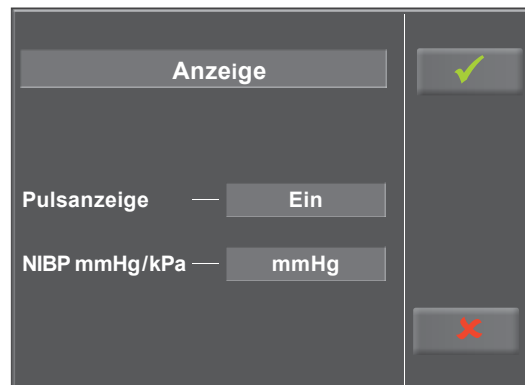 Anzeige
Pulsanzeige — Ein
NIBP mmHg/kPa — mmHg